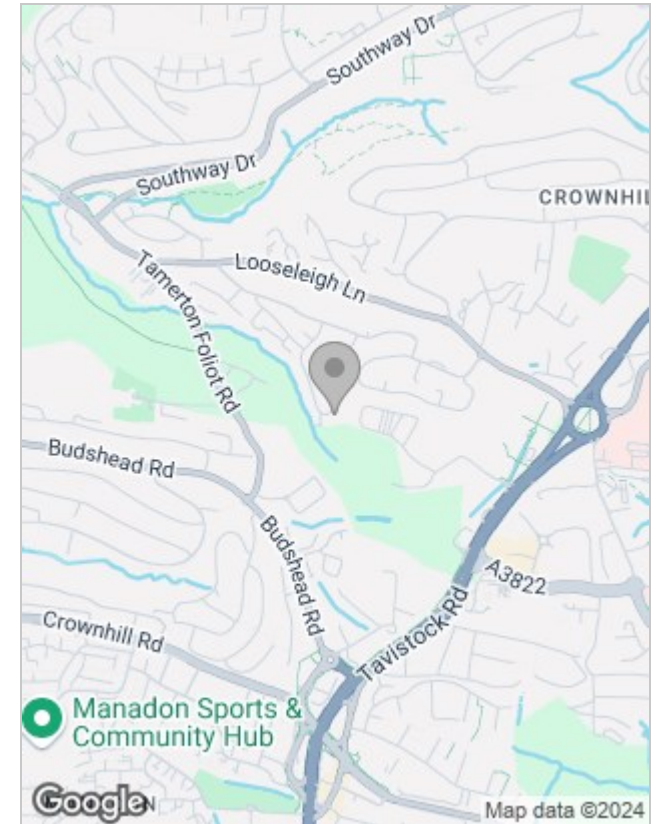 Southway Dr
Southway Dr
CROWNHIL
Looseleigh Ln
Tamerton Foliot Rd
Budshead Rd
Budshead Rd
A3822
Tavistock Rd
Crownhill Rd
Manadon Sports &
Community Hub
Google
N
Map data ©2024